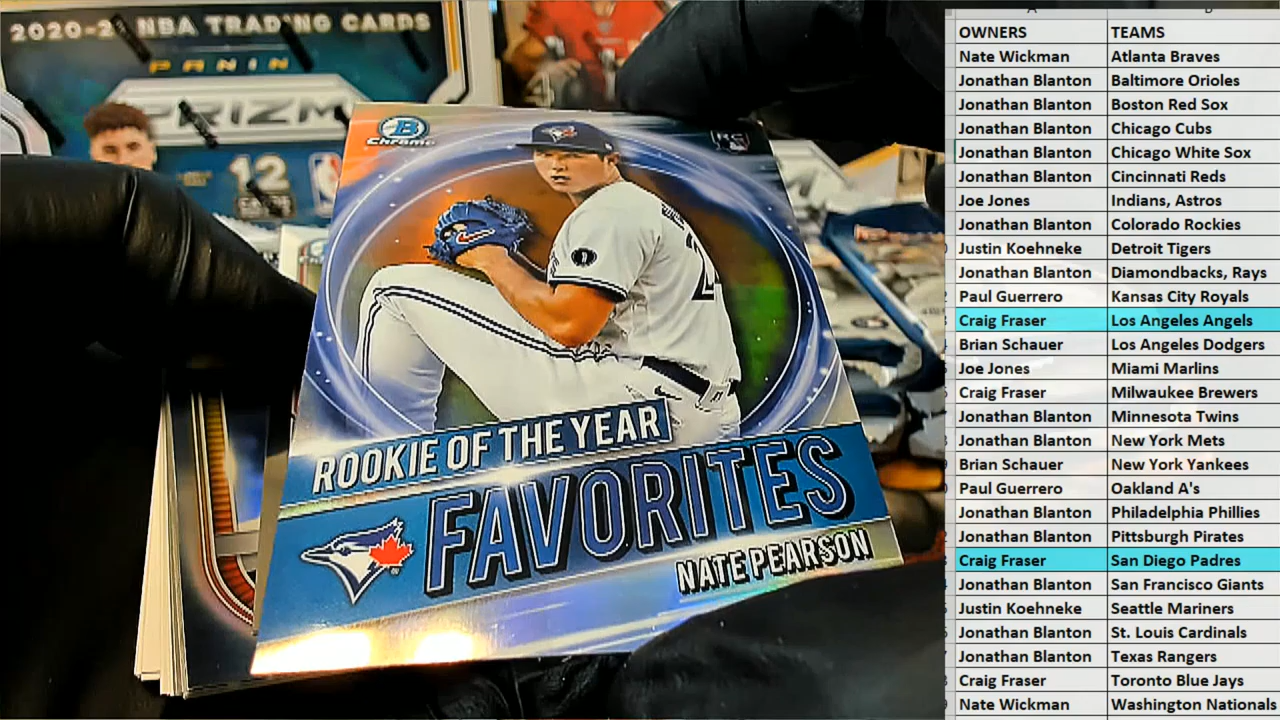 2020-2 NBA TRADING CARDS
PANINI
PRIZM
12
NBA
B
Chrome
RC
ROOKIE OF THE YEAR
FAVORITES
NATE PEARSON
OWNERS TEAMS
Nate Wickman Atlanta Braves
Jonathan Blanton Baltimore Orioles
Jonathan Blanton Boston Red Sox
Jonathan Blanton Chicago Cubs
Jonathan Blanton Chicago White Sox
Jonathan Blanton Cincinnati Reds
Joe Jones Indians, Astros
Jonathan Blanton Colorado Rockies
Justin Koehneke Detroit Tigers
Jonathan Blanton Diamondbacks, Rays
Paul Guerrero Kansas City Royals
Craig Fraser Los Angeles Angels
Brian Schauer Los Angeles Dodgers
Joe Jones Miami Marlins
Craig Fraser Milwaukee Brewers
Jonathan Blanton Minnesota Twins
Jonathan Blanton New York Mets
Brian Schauer New York Yankees
Paul Guerrero Oakland A's
Jonathan Blanton Philadelphia Phillies
Jonathan Blanton Pittsburgh Pirates
Craig Fraser San Diego Padres
Jonathan Blanton San Francisco Giants
Justin Koehneke Seattle Mariners
Jonathan Blanton St. Louis Cardinals
Jonathan Blanton Texas Rangers
Craig Fraser Toronto Blue Jays
Nate Wickman Washington Nationals